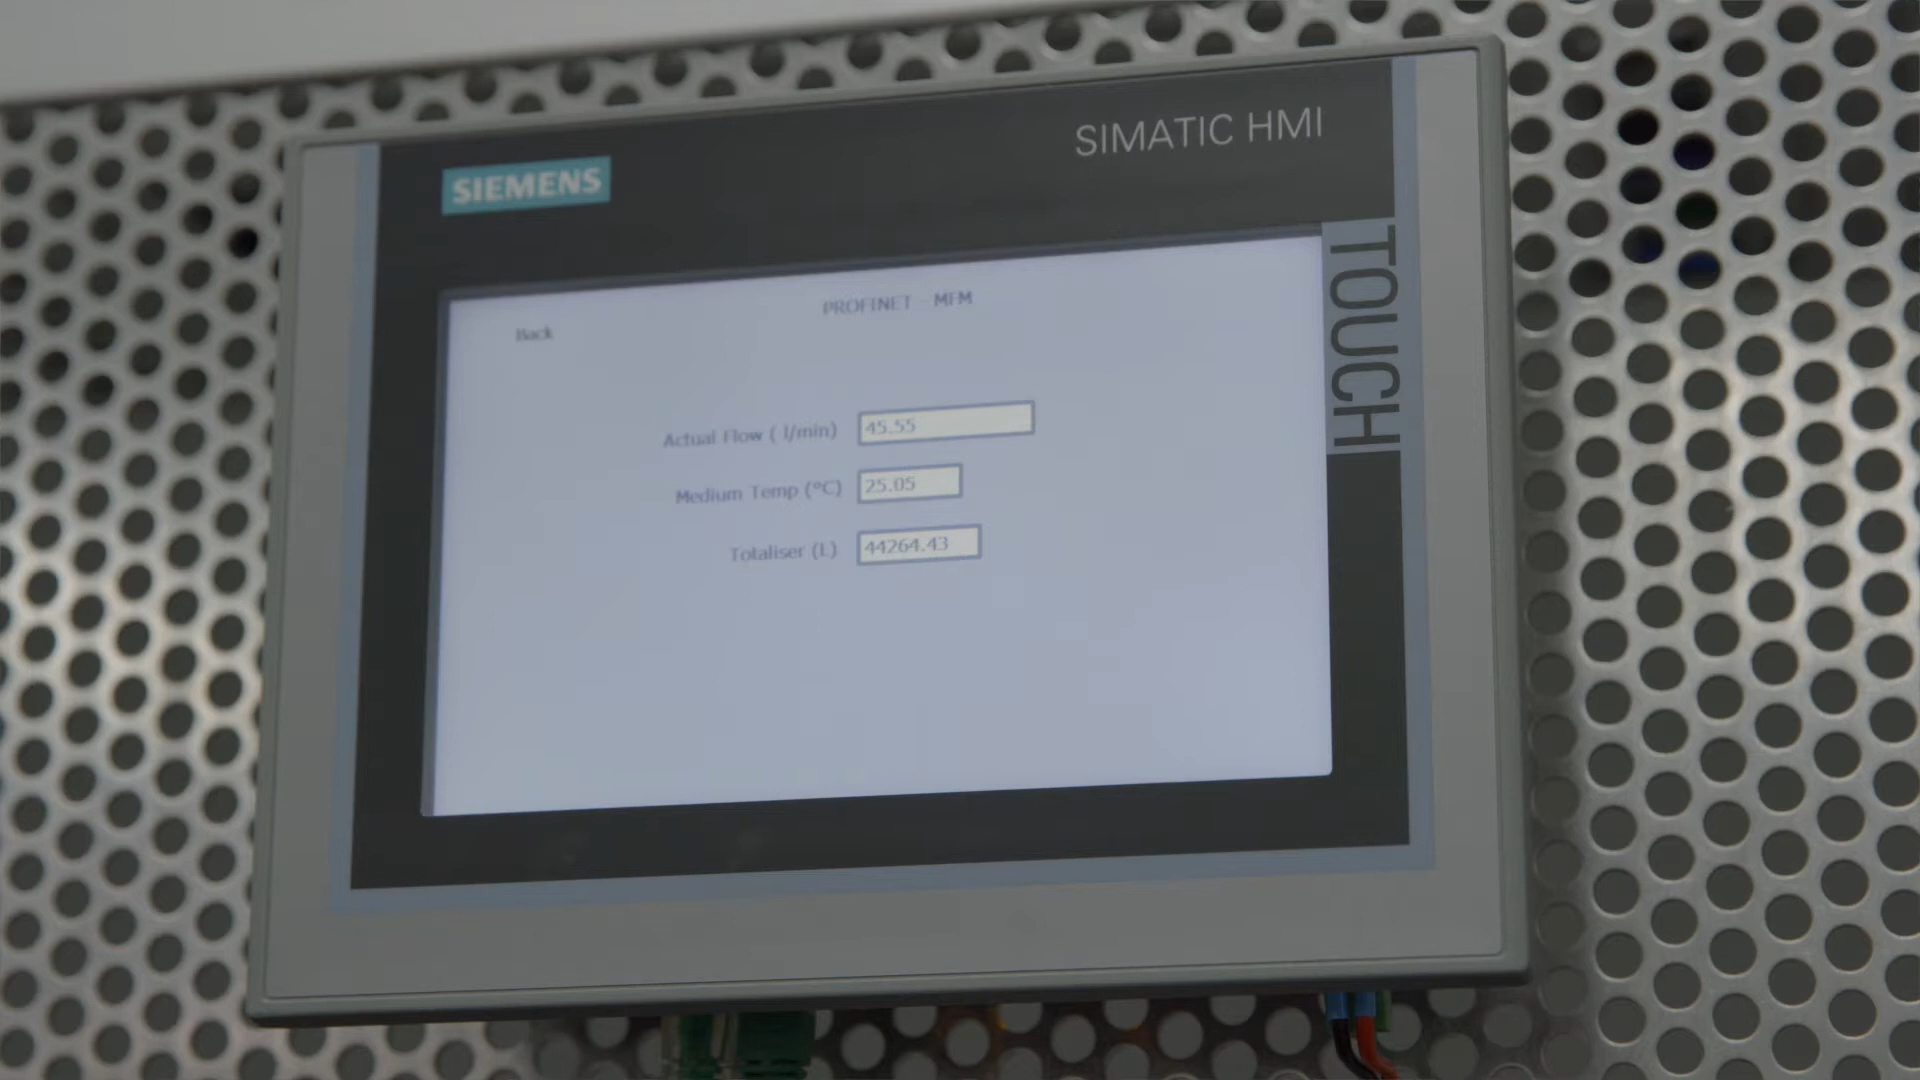 SIEMENS
SIMATIC HMI
TOUCH
PROFINET - MFM
Back
Actual Flow ( l/min) 45.55
Medium Temp (°C) 25.05
Totaliser (L) 44264.43